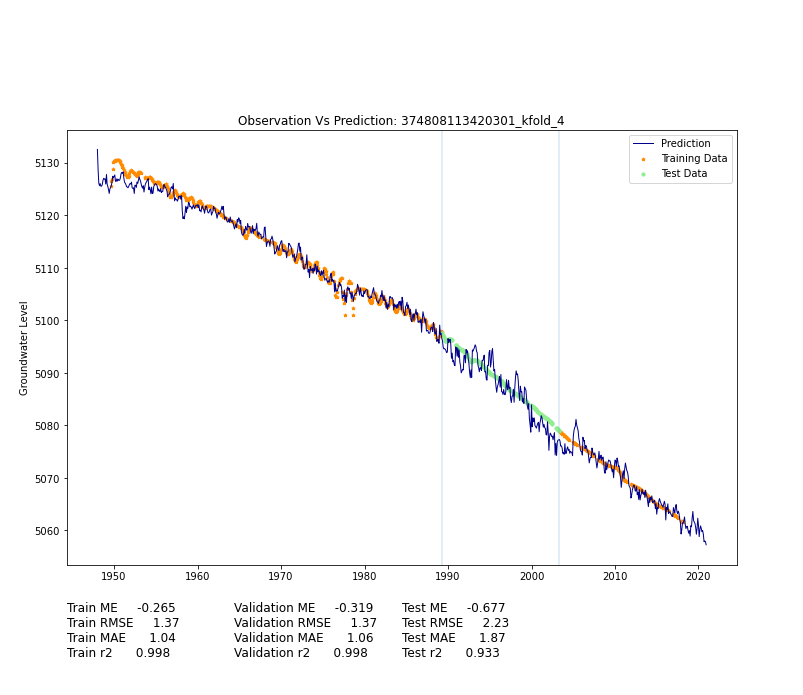 Observation Vs Prediction: 374808113420301_kfold_4
Prediction
Training Data
Test Data
Groundwater Level
5130
5120
5110
5100
5090
5080
5070
5060
1950 1960 1970 1980 1990 2000 2010 2020
Train ME -0.265 Validation ME -0.319 Test ME -0.677
Train RMSE 1.37 Validation RMSE 1.37 Test RMSE 2.23
Train MAE 1.04 Validation MAE 1.06 Test MAE 1.87
Train r2 0.998 Validation r2 0.998 Test r2 0.933